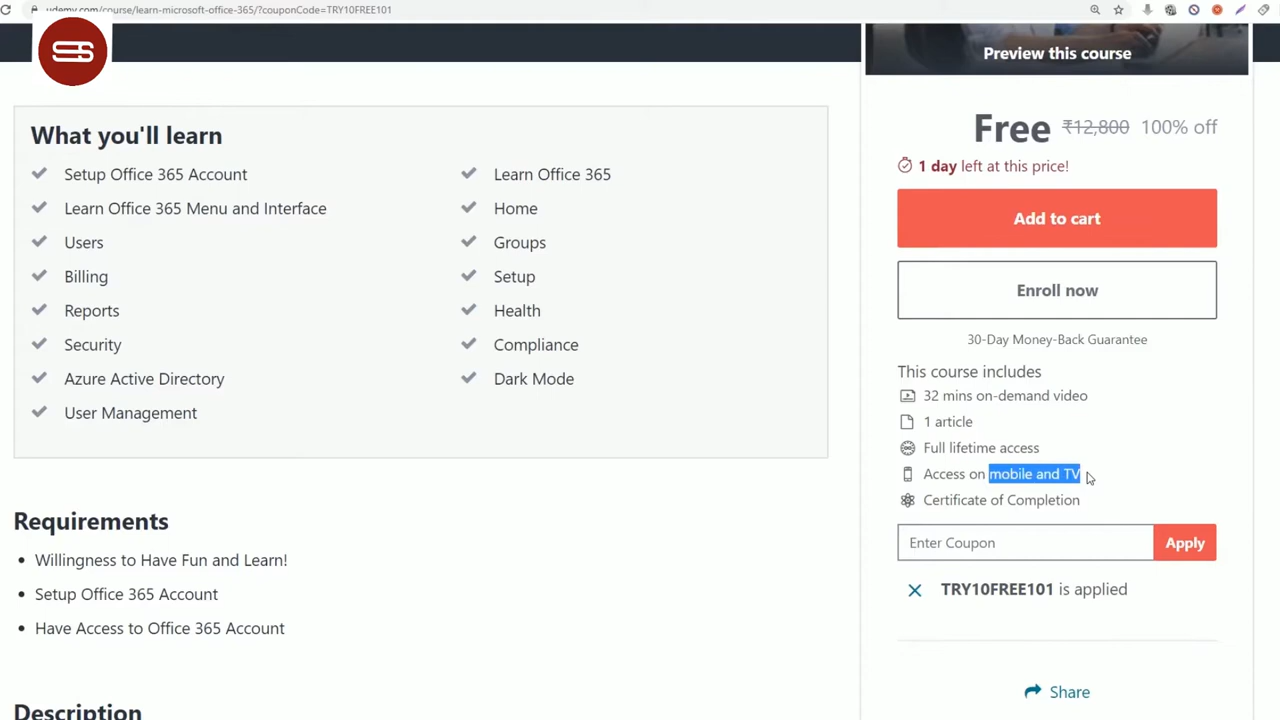 udemy.com/course/learn-microsoft-office-365/?couponCode=TRY10FREE101
Preview this course
What you'll learn
Setup Office 365 Account
Learn Office 365
Learn Office 365 Menu and Interface
Home
Users
Groups
Billing
Setup
Reports
Health
Security
Compliance
Azure Active Directory
Dark Mode
User Management
Requirements
Willingness to Have Fun and Learn!
Setup Office 365 Account
Have Access to Office 365 Account
Description
Free ₹12,800 100% off
1 day left at this price!
Add to cart
Enroll now
30-Day Money-Back Guarantee
This course includes
32 mins on-demand video
1 article
Full lifetime access
Access on mobile and TV
Certificate of Completion
Enter Coupon
Apply
TRY10FREE101 is applied
Share